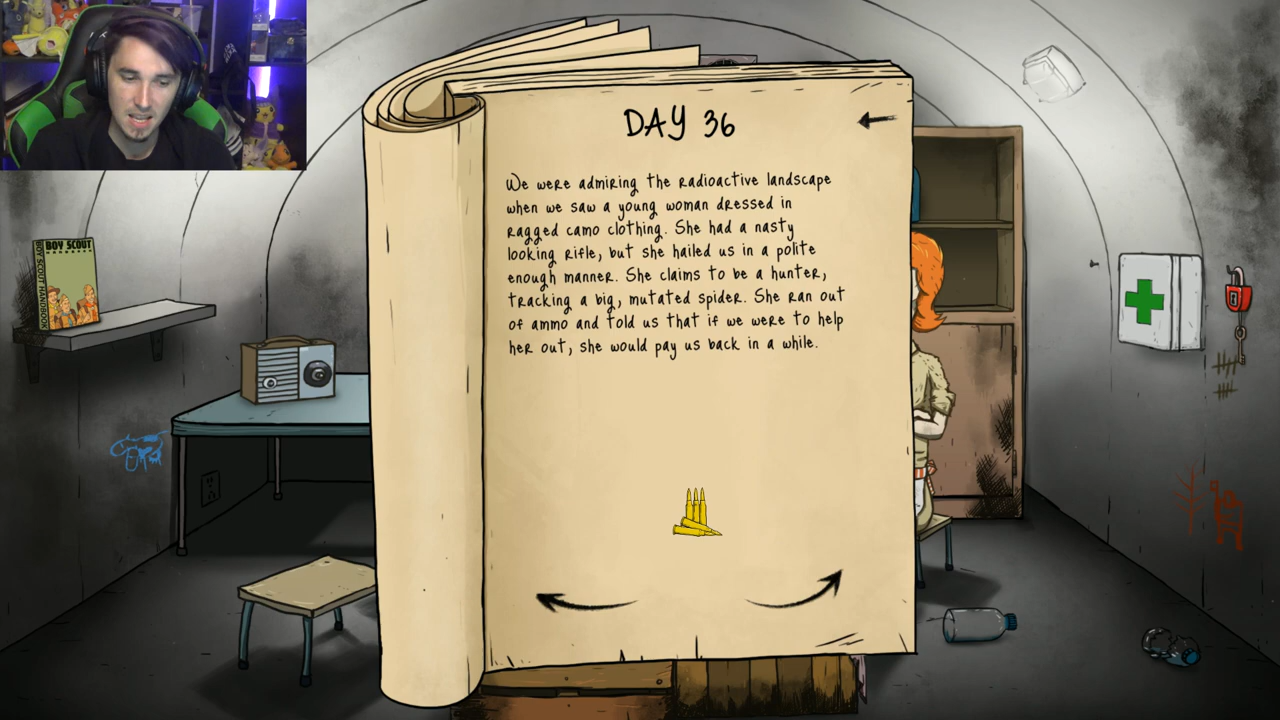 DAY 36
We were admiring the radioactive landscape
when we saw a young woman dressed in
ragged camo clothing. She had a nasty
looking rifle, but she hailed us in a polite
enough manner. She claims to be a hunter,
tracking a big, mutated spider. She ran out
of ammo and told us that if we were to help
her out, she would pay us back in a while.
BOY SCOUT
BOY SCOUT HANDBOOK